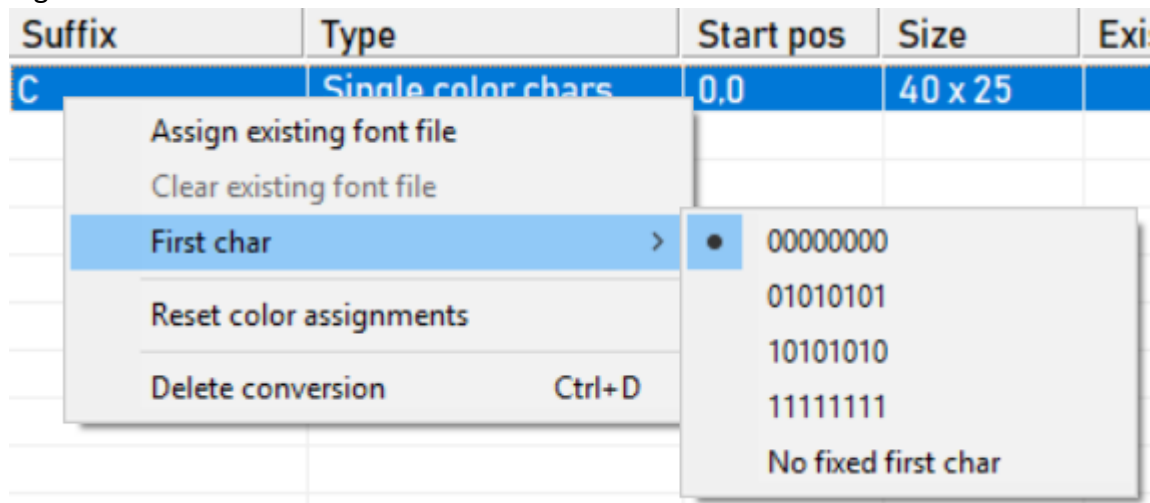 Suffix Type Start pos Size Exi
C Single color chars 0,0 40 x 25
Assign existing font file
Clear existing font file
First char >
00000000
01010101
10101010
11111111
No fixed first char
Reset color assignments
Delete conversion Ctrl+D